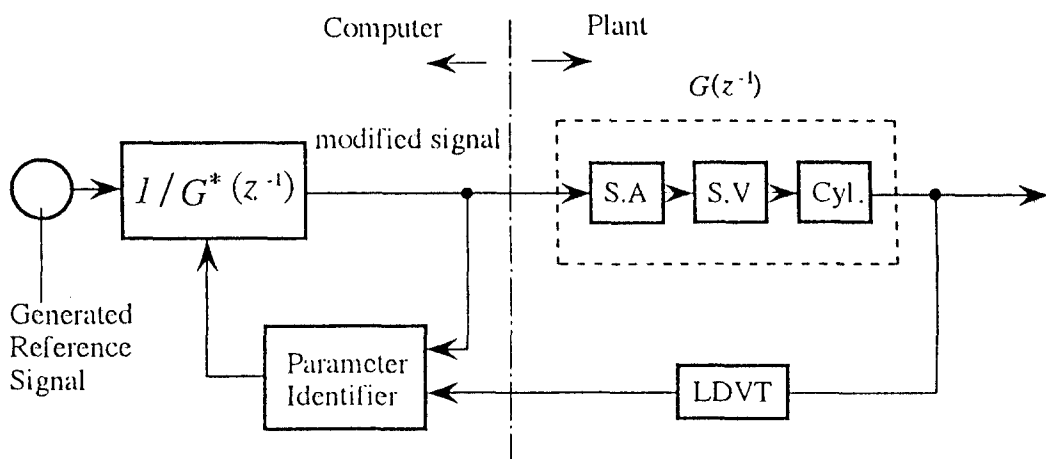 Computer
Plant
G(z⁻¹)
modified signal
1/G*(z⁻¹)
S.A
S.V
Cyl.
Generated
Reference
Signal
Parameter
Identifier
LDVT